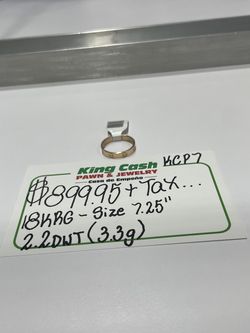 King Cash
PAWN & JEWELRY
Casa de Empeño
KCP7
$899.95 + Tax...
18KRG - Size 7.25"
2.2DWT (3.3g)